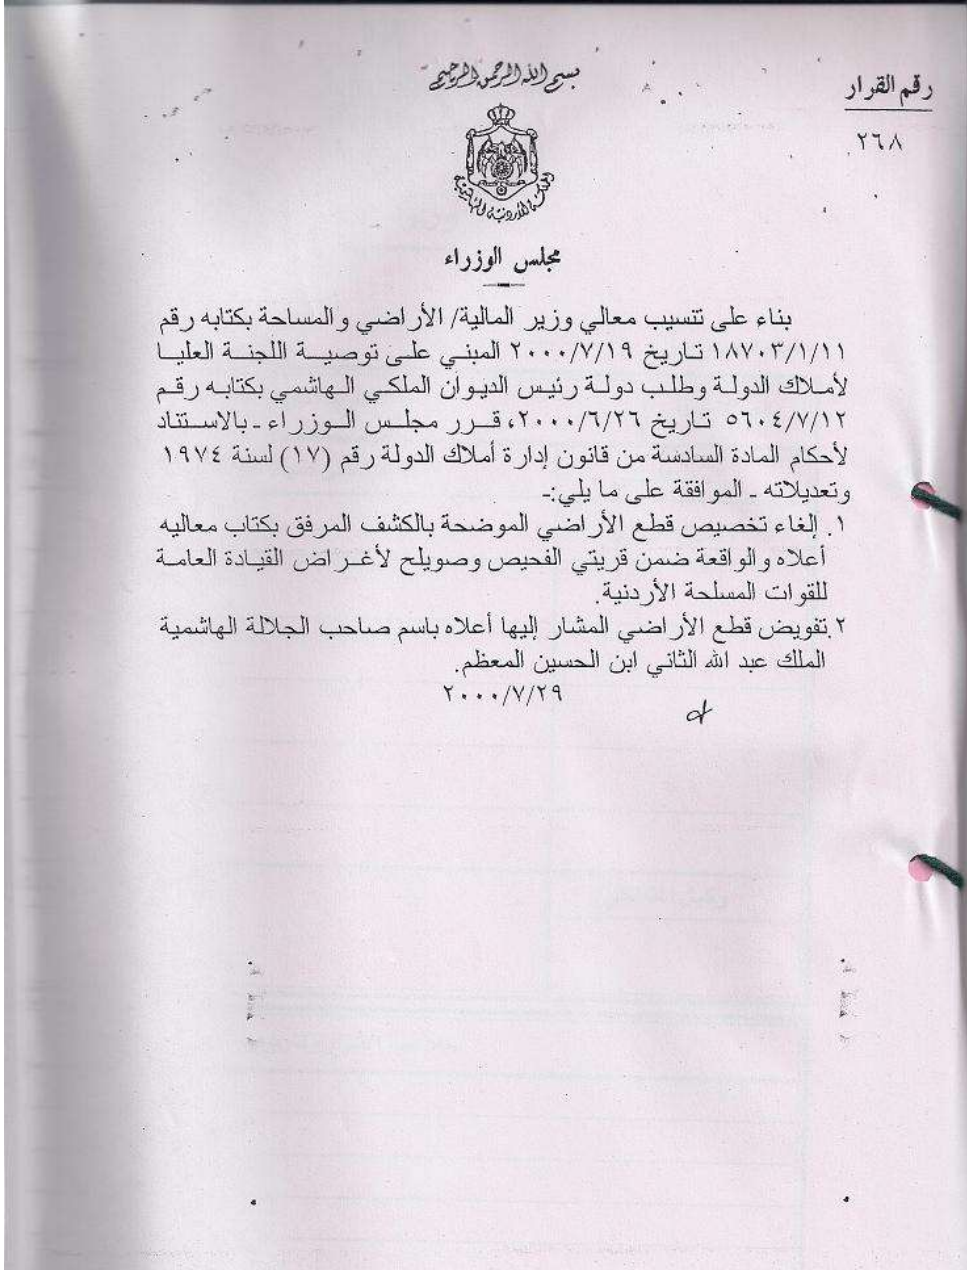 بسم الله الرحمن الرحيم
رقم القرار
٢٦٨
المملكة الأردنية الهاشمية
مجلس الوزراء
بناء على تنسيب معالي وزير المالية/ الأراضي والمساحة بكتابه رقم
١٨٧٠٣/١/١١ تاريخ ٢٠٠٠/٧/١٩ المبني على توصية اللجنة العليا
لأملاك الدولة وطلب دولة رئيس الديوان الملكي الهاشمي بكتابه رقم
٥٦٠٤/٧/١٢ تاريخ ٢٠٠٠/٦/٢٦، قرر مجلس الوزراء - بالاستناد
لأحكام المادة السادسة من قانون إدارة أملاك الدولة رقم (١٧) لسنة ١٩٧٤
وتعديلاته - الموافقة على ما يلي:-
١. إلغاء تخصيص قطع الأراضي الموضحة بالكشف المرفق بكتاب معاليه
أعلاه والواقعة ضمن قريتي الفحيص وصويلح لأغراض القيادة العامة
للقوات المسلحة الأردنية.
٢. تفويض قطع الأراضي المشار إليها أعلاه باسم صاحب الجلالة الهاشمية
الملك عبد الله الثاني ابن الحسين المعظم.
٢٠٠٠/٧/٢٩